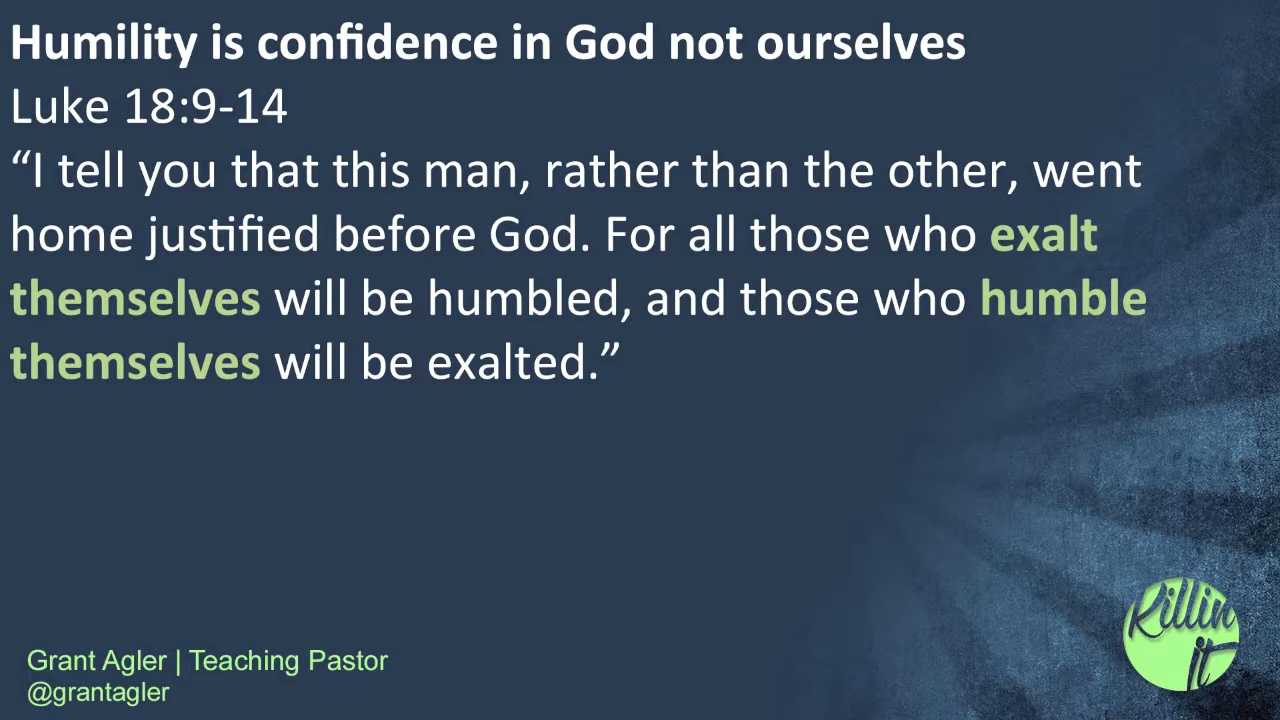 Humility is confidence in God not ourselves
Luke 18:9-14
“I tell you that this man, rather than the other, went
home justified before God. For all those who exalt
themselves will be humbled, and those who humble
themselves will be exalted.”
Killin
it
Grant Agler | Teaching Pastor
@grantagler